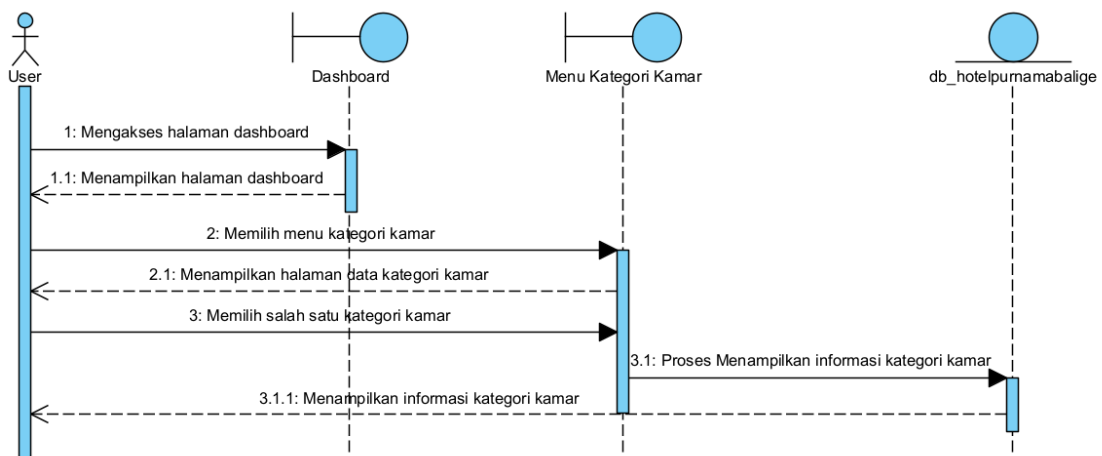 User
Dashboard
Menu Kategori Kamar
db_hotelpurnamabalige
1: Mengakses halaman dashboard
1.1: Menampilkan halaman dashboard
2: Memilih menu kategori kamar
2.1: Menampilkan halaman data kategori kamar
3: Memilih salah satu kategori kamar
3.1: Proses Menampilkan informasi kategori kamar
3.1.1: Menampilkan informasi kategori kamar